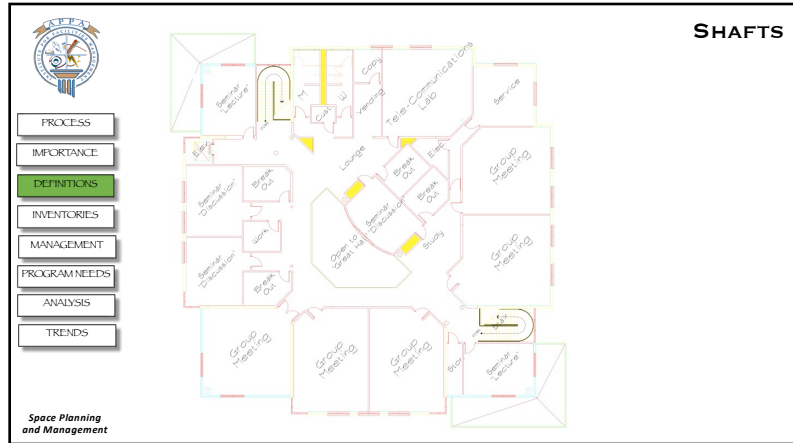 SHAFTS
APPA
PROCESS
IMPORTANCE
DEFINITIONS
INVENTORIES
MANAGEMENT
PROGRAM NEEDS
ANALYSIS
TRENDS
Space Planning
and Management
Seminar
"Lecture"
M
W
Cust
Copy
Vending
Tele-Communications
Lab
Service
Elev
Lounge
Break
Out
Elec
Group
Meeting
Seminar
"Discussion"
Break
Out
Break
Out
Seminar
"Discussion"
Work
Open to
"Great Hall"
Study
Group
Meeting
Seminar
"Discussion"
Break
Out
Group
Meeting
Group
Meeting
Group
Meeting
Stor
Seminar
"Lecture"